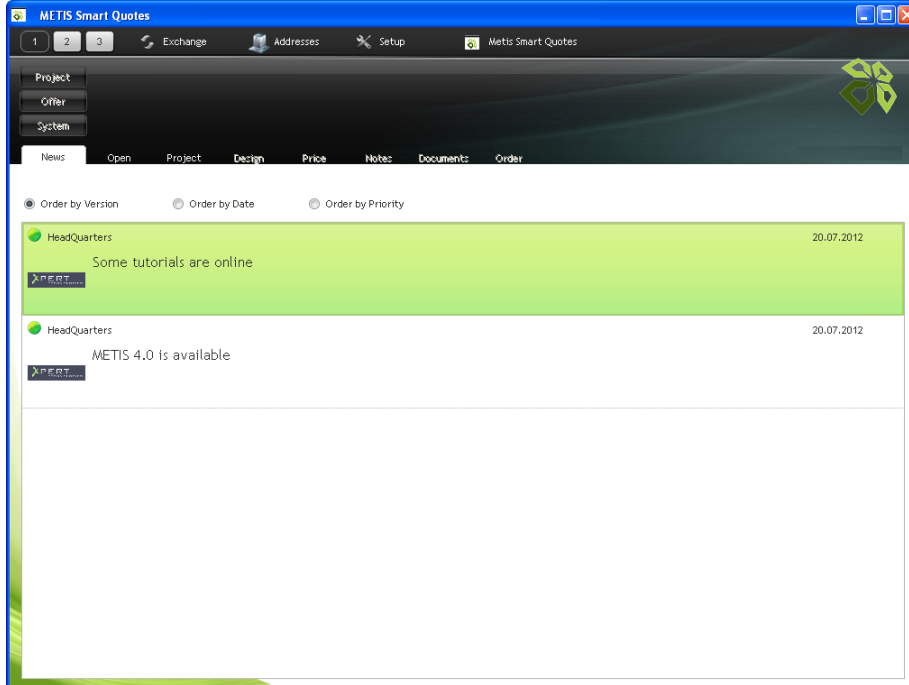 METIS Smart Quotes
1 2 3 Exchange Addresses Setup Metis Smart Quotes
Project
Offer
System
News Open Project Design Price Notes Documents Order
Order by Version Order by Date Order by Priority
HeadQuarters 20.07.2012
Some tutorials are online
XPERT
HeadQuarters 20.07.2012
METIS 4.0 is available
XPERT